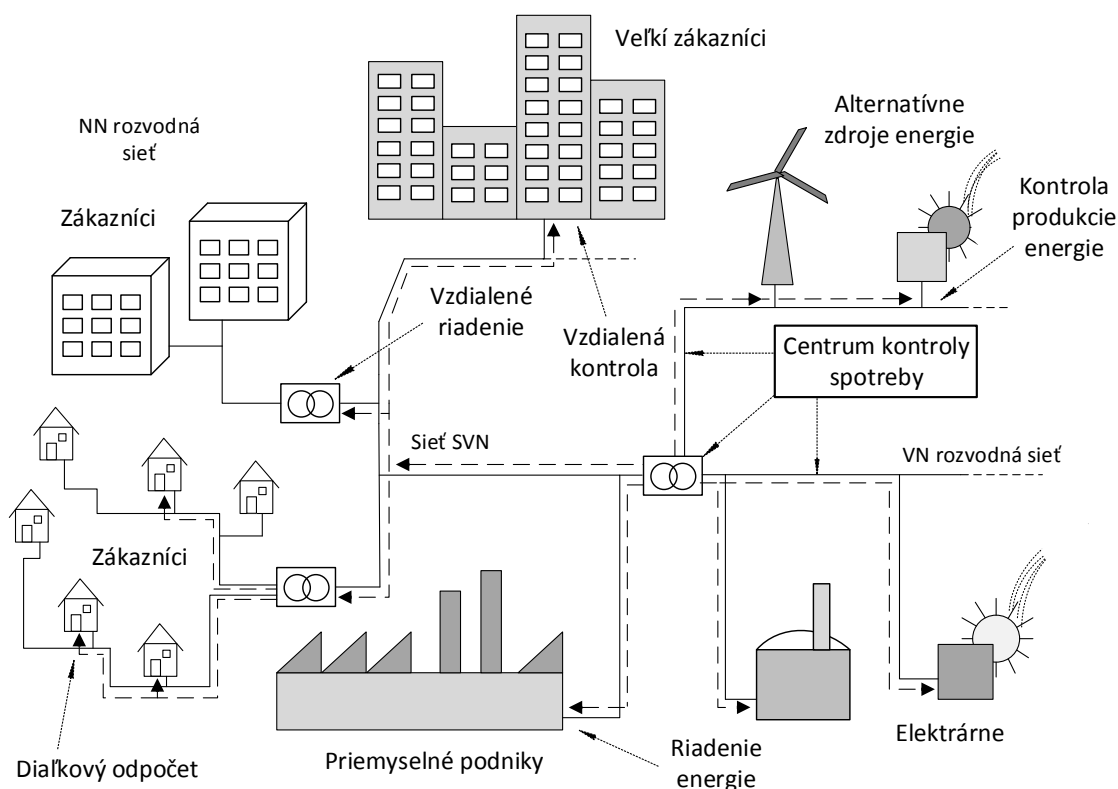 Veľkí zákazníci
NN rozvodná
sieť
Alternatívne
zdroje energie
Zákazníci
Kontrola
produkcie
energie
Vzdialené
riadenie
Vzdialená
kontrola
Centrum kontroly
spotreby
Sieť SVN
VN rozvodná sieť
Zákazníci
Diaľkový odpočet
Priemyselné podniky
Riadenie
energie
Elektrárne